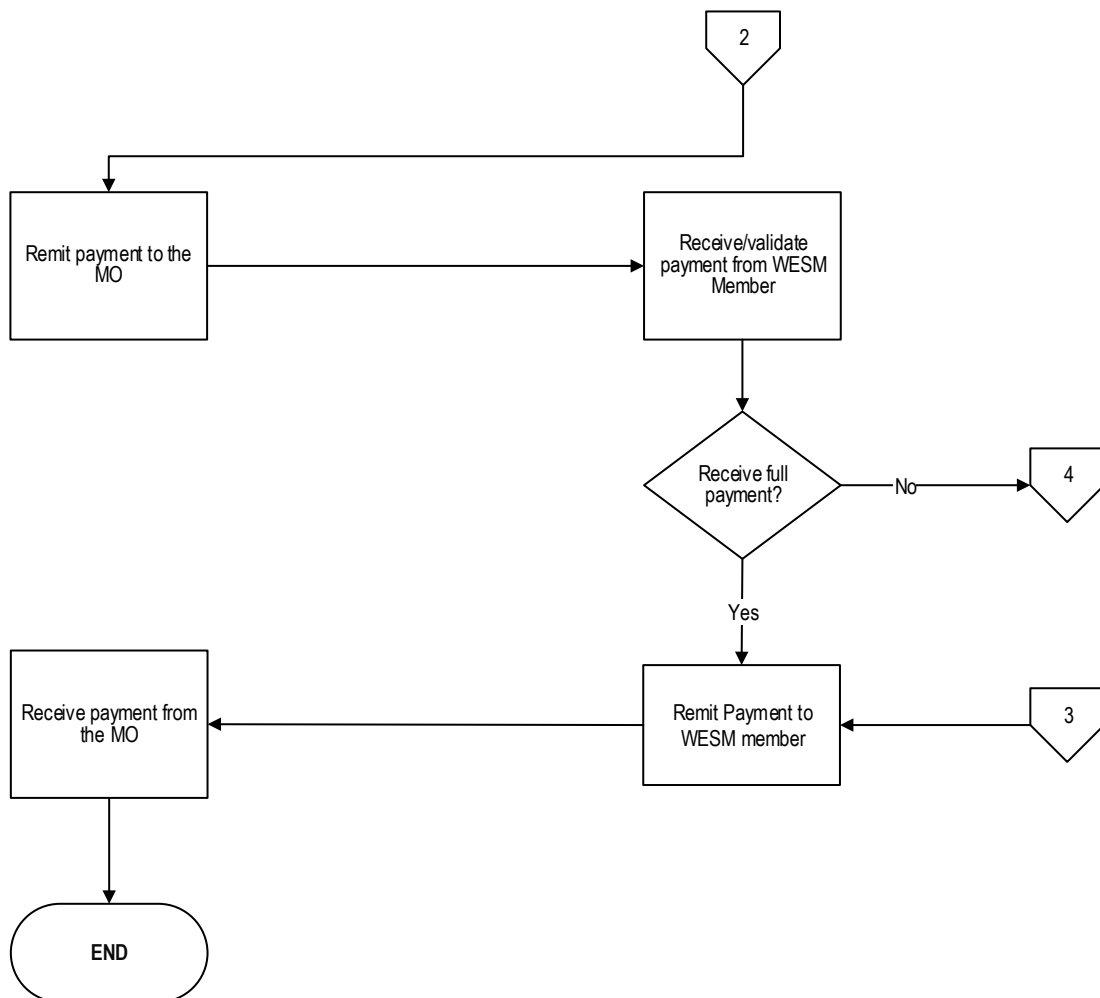 2
Remit payment to the
MO
Receive/validate
payment from WESM
Member
Receive full
payment?
No
4
Yes
Receive payment from
the MO
Remit Payment to
WESM member
3
END